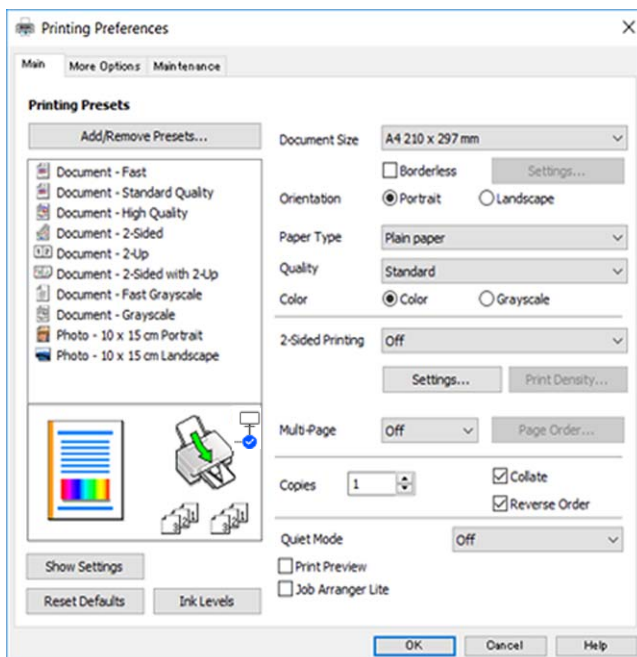 Printing Preferences
Main More Options Maintenance
Printing Presets
Add/Remove Presets...
Document - Fast
Document - Standard Quality
Document - High Quality
Document - 2-Sided
Document - 2-Up
Document - 2-Sided with 2-Up
Document - Fast Grayscale
Document - Grayscale
Photo - 10 x 15 cm Portrait
Photo - 10 x 15 cm Landscape
Show Settings
Reset Defaults Ink Levels
Document Size A4 210 x 297 mm
Borderless Settings...
Orientation Portrait Landscape
Paper Type Plain paper
Quality Standard
Color Color Grayscale
2-Sided Printing Off
Settings... Print Density...
Multi-Page Off Page Order...
Copies 1 Collate
Reverse Order
Quiet Mode Off
Print Preview
Job Arranger Lite
OK Cancel Help